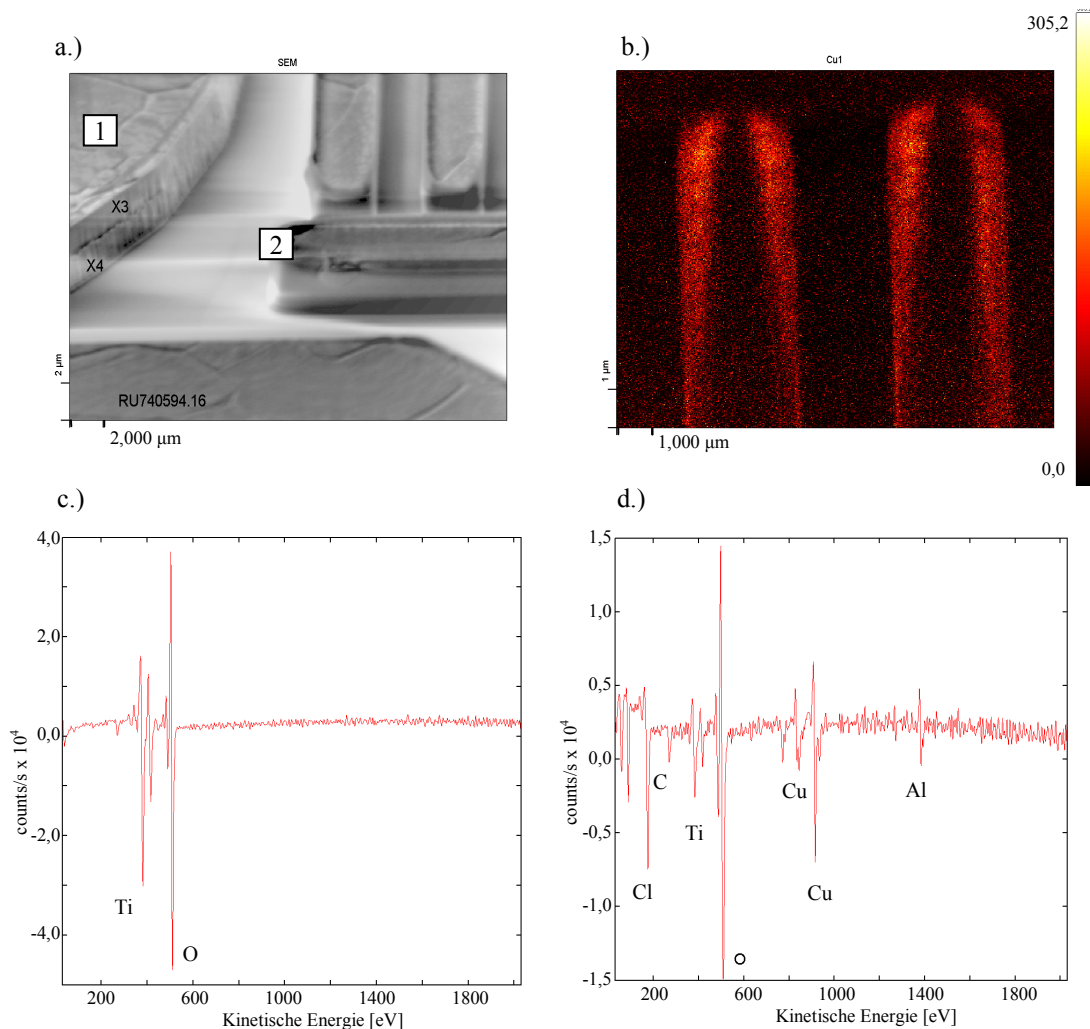 a.)
SEM
1
X3
X4
2
2 µm
RU740594.16
2,000 µm
b.)
Cu1
305,2
1 µm
1,000 µm
0,0
c.)
4,0
2,0
0,0
-2,0
-4,0
counts/s x 10⁴
Ti
O
200
600
1000
1400
1800
Kinetische Energie [eV]
d.)
1,5
1,0
0,5
0,0
-0,5
-1,0
-1,5
counts/s x 10⁴
C
Cu
Al
Ti
Cl
Cu
O
200
600
1000
1400
1800
Kinetische Energie [eV]